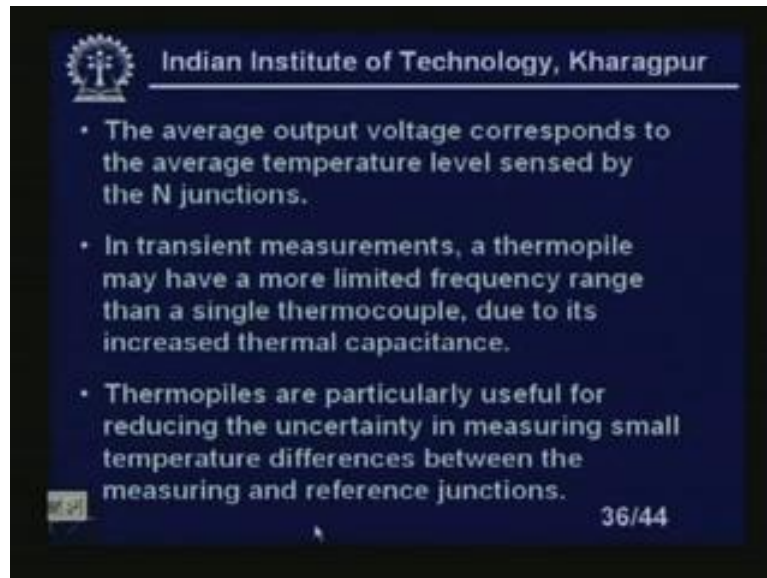 Indian Institute of Technology, Kharagpur
• The average output voltage corresponds to
the average temperature level sensed by
the N junctions.
• In transient measurements, a thermopile
may have a more limited frequency range
than a single thermocouple, due to its
increased thermal capacitance.
• Thermopiles are particularly useful for
reducing the uncertainty in measuring small
temperature differences between the
measuring and reference junctions.
36/44